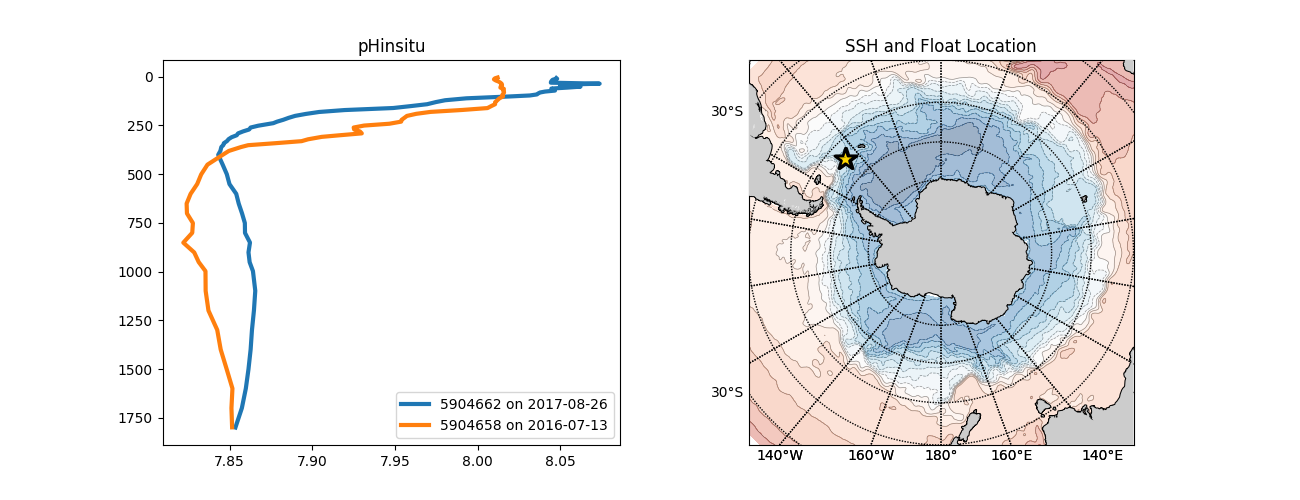 pHinsitu
0
250
500
750
1000
1250
1500
1750
7.85 7.90 7.95 8.00 8.05
5904662 on 2017-08-26
5904658 on 2016-07-13
SSH and Float Location
30°S
30°S
140°W 160°W 180° 160°E 140°E